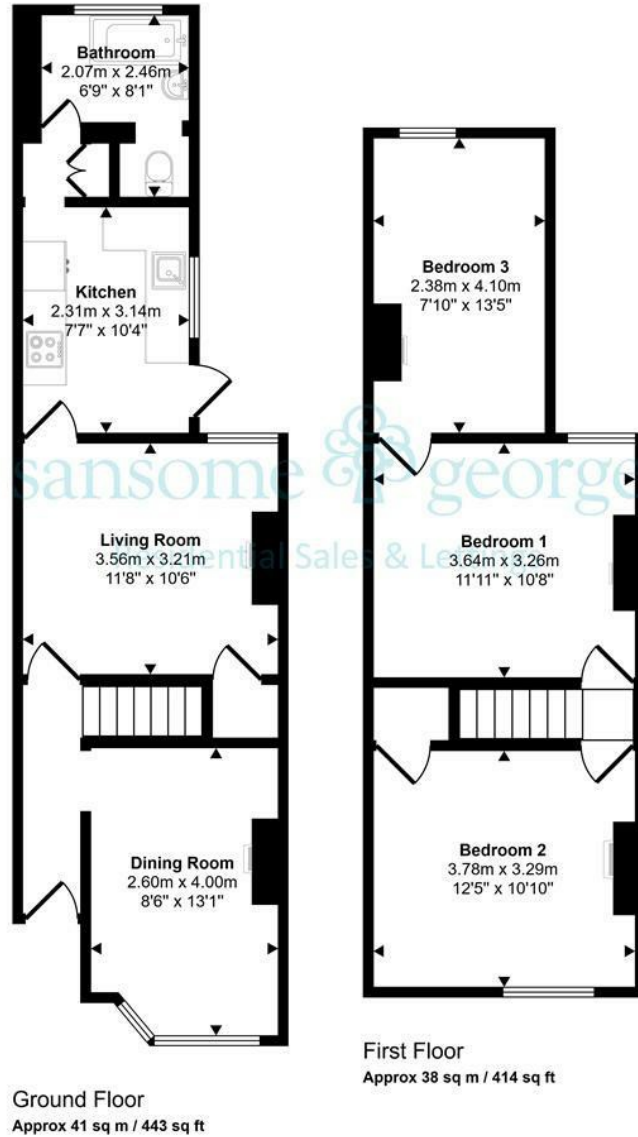 Bathroom
2.07m x 2.46m
6'9" x 8'1"
Kitchen
2.31m x 3.14m
7'7" x 10'4"
Living Room
3.56m x 3.21m
11'8" x 10'6"
Dining Room
2.60m x 4.00m
8'6" x 13'1"
Ground Floor
Approx 41 sq m / 443 sq ft
Bedroom 3
2.38m x 4.10m
7'10" x 13'5"
Bedroom 1
3.64m x 3.26m
11'11" x 10'8"
Bedroom 2
3.78m x 3.29m
12'5" x 10'10"
First Floor
Approx 38 sq m / 414 sq ft
sansome george
Residential Sales & Lettings